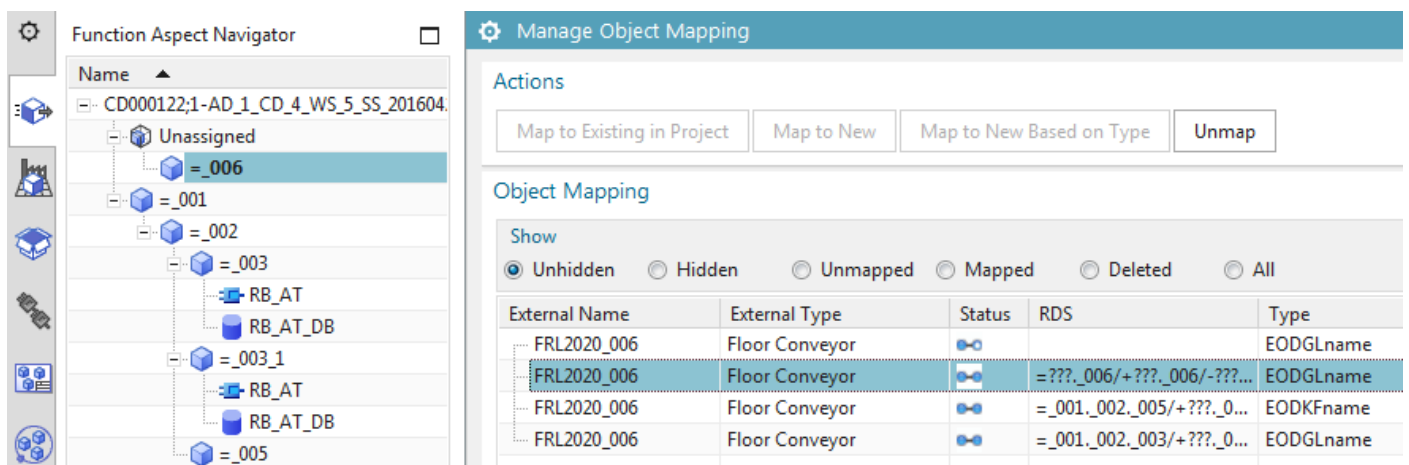 Function Aspect Navigator
Name
CD000122;1-AD_1_CD_4_WS_5_SS_201604.
Unassigned
=_006
=_001
=_002
=_003
RB_AT
RB_AT_DB
=_003_1
RB_AT
RB_AT_DB
=_005
Manage Object Mapping
Actions
Map to Existing in Project Map to New Map to New Based on Type Unmap
Object Mapping
Show
Unhidden Hidden Unmapped Mapped Deleted All
External Name External Type Status RDS Type
FRL2020_006 Floor Conveyor EODGLname
FRL2020_006 Floor Conveyor =???._006/+???._006/-???... EODGLname
FRL2020_006 Floor Conveyor =_001._002._005/+???._0... EODKFname
FRL2020_006 Floor Conveyor =_001._002._003/+???._0... EODGLname